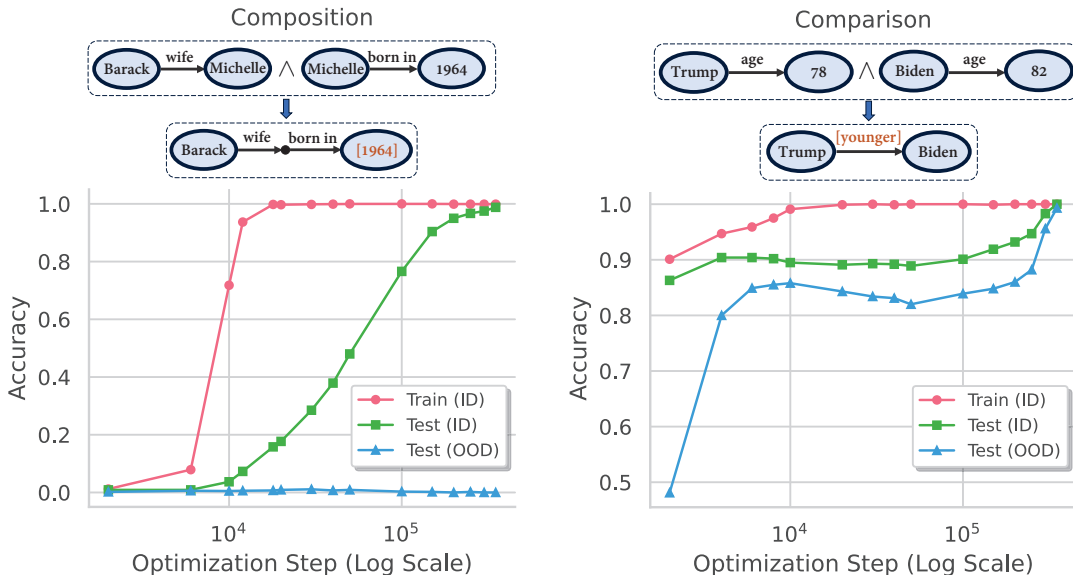 Composition
Barack wife Michelle ∧ Michelle born in 1964
Barack wife born in [1964]
1.0
0.8
0.6
0.4
0.2
0.0
Accuracy
Train (ID)
Test (ID)
Test (OOD)
10^4 10^5
Optimization Step (Log Scale)
Comparison
Trump age 78 ∧ Biden age 82
Trump [younger] Biden
1.0
0.9
0.8
0.7
0.6
0.5
Accuracy
Train (ID)
Test (ID)
Test (OOD)
10^4 10^5
Optimization Step (Log Scale)